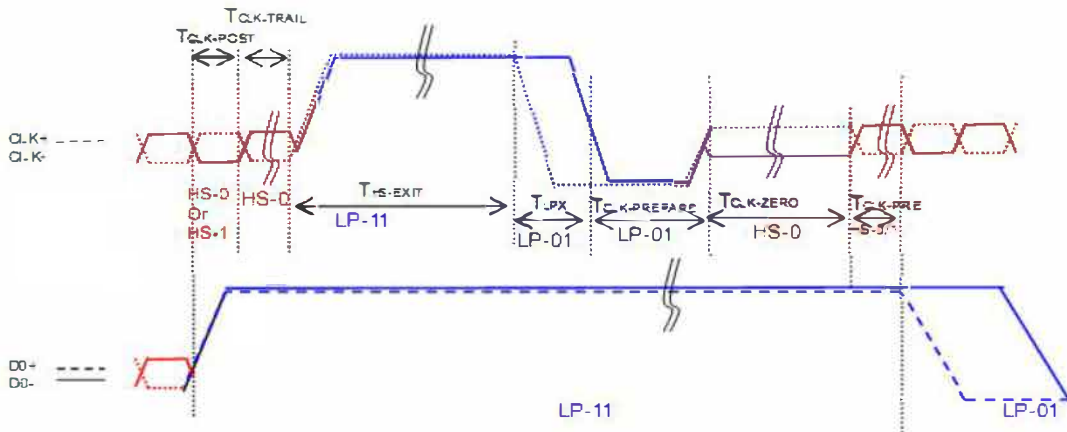 TCLK-TRAIL
TCLK-POST
CLK+
CLK-
HS-0
Or
HS-1
HS-0
THS-EXIT
LP-11
TLPX
LP-01
TCLK-PREPARE
LP-01
TCLK-ZERO
HS-0
TCLK-PRE
D0+
D0-
LP-11
LP-01